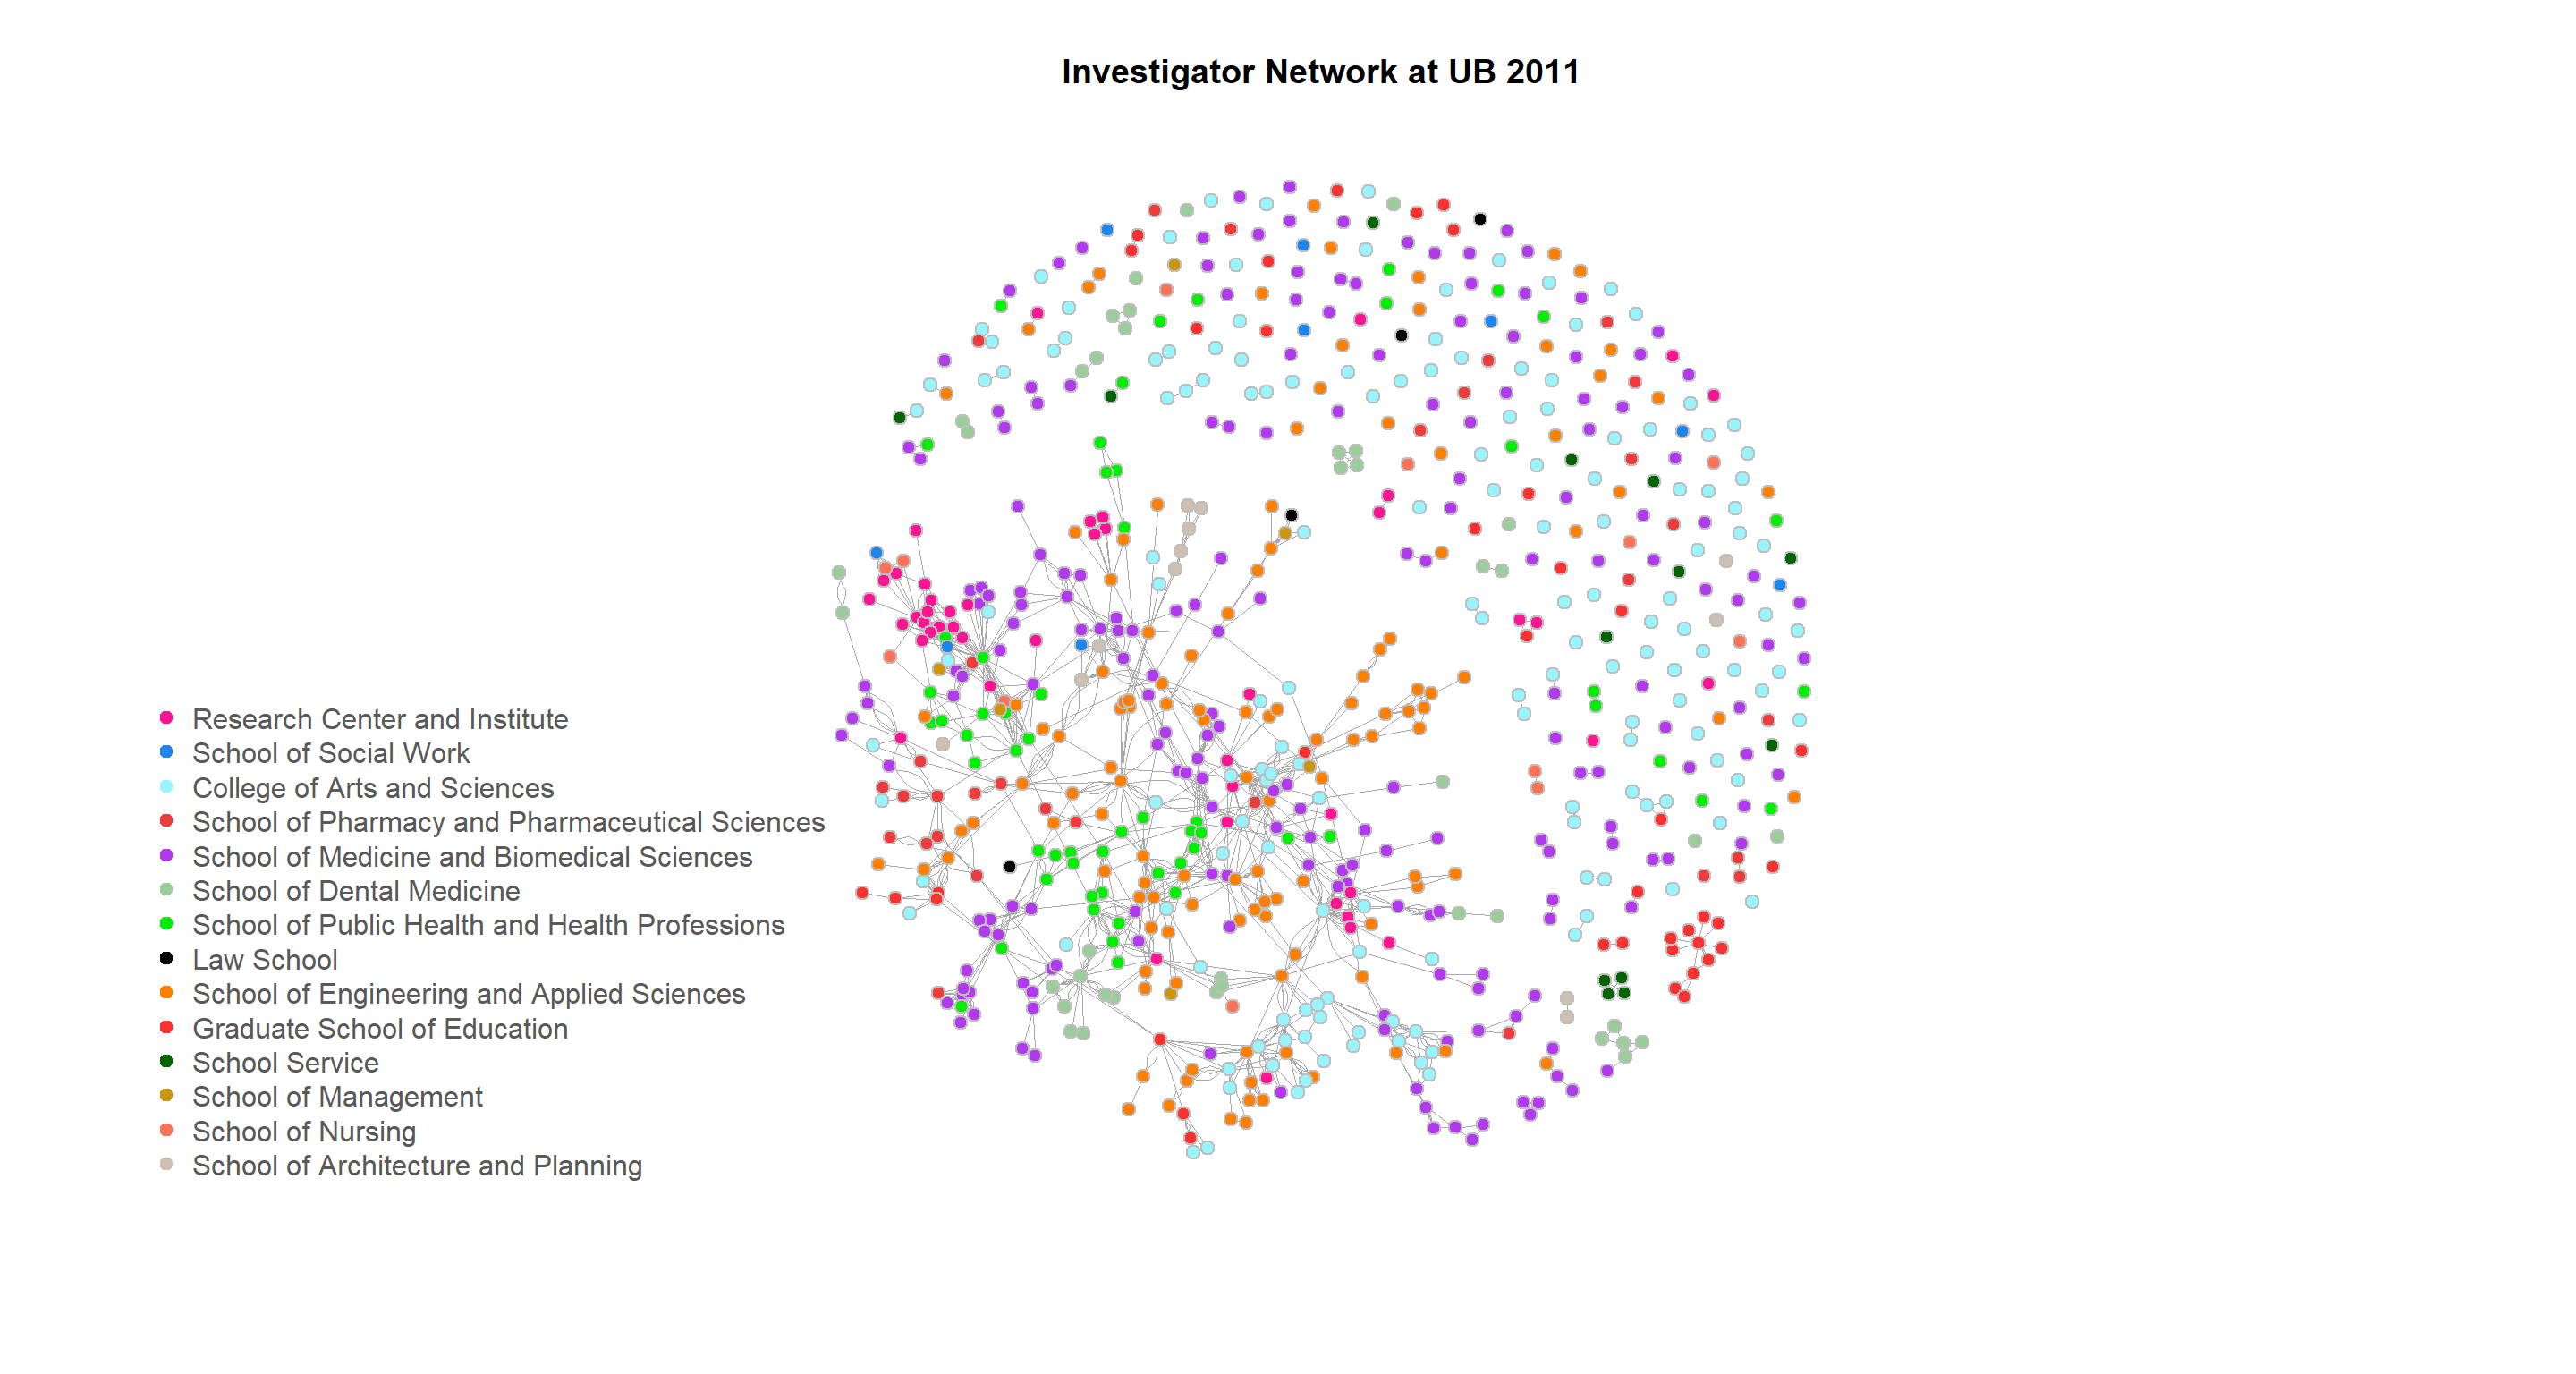 Investigator Network at UB 2011
Research Center and Institute
School of Social Work
College of Arts and Sciences
School of Pharmacy and Pharmaceutical Sciences
School of Medicine and Biomedical Sciences
School of Dental Medicine
School of Public Health and Health Professions
Law School
School of Engineering and Applied Sciences
Graduate School of Education
School Service
School of Management
School of Nursing
School of Architecture and Planning